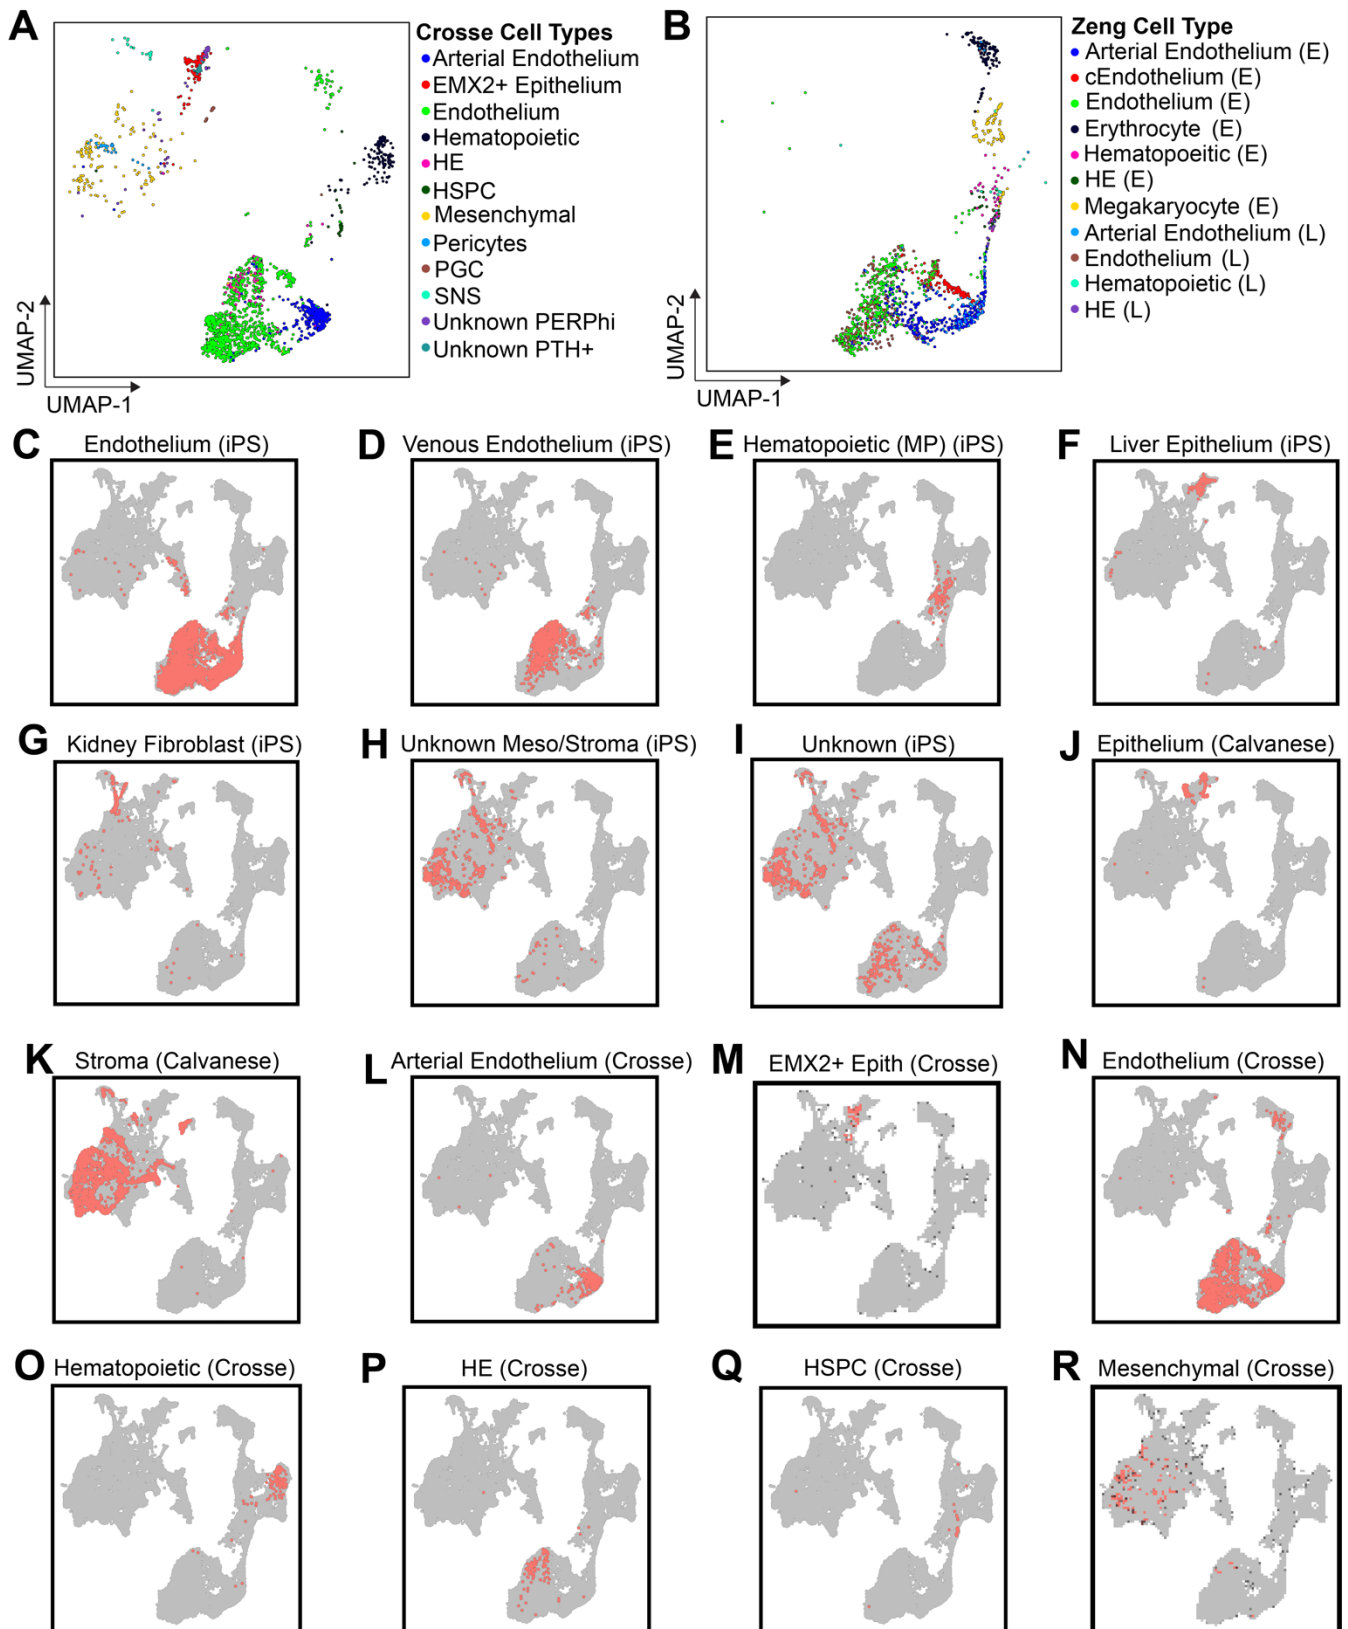 A
Crosse Cell Types
Arterial Endothelium
EMX2+ Epithelium
Endothelium
Hematopoietic
HE
HSPC
Mesenchymal
Pericytes
PGC
SNS
Unknown PERPhi
Unknown PTH+
UMAP-2
UMAP-1
B
Zeng Cell Type
Arterial Endothelium (E)
cEndothelium (E)
Endothelium (E)
Erythrocyte (E)
Hematopoeitic (E)
HE (E)
Megakaryocyte (E)
Arterial Endothelium (L)
Endothelium (L)
Hematopoietic (L)
HE (L)
UMAP-2
UMAP-1
C Endothelium (iPS)
D Venous Endothelium (iPS)
E Hematopoietic (MP) (iPS)
F Liver Epithelium (iPS)
G Kidney Fibroblast (iPS)
H Unknown Meso/Stroma (iPS)
I Unknown (iPS)
J Epithelium (Calvanese)
K Stroma (Calvanese)
L Arterial Endothelium (Crosse)
M EMX2+ Epith (Crosse)
N Endothelium (Crosse)
O Hematopoietic (Crosse)
P HE (Crosse)
Q HSPC (Crosse)
R Mesenchymal (Crosse)